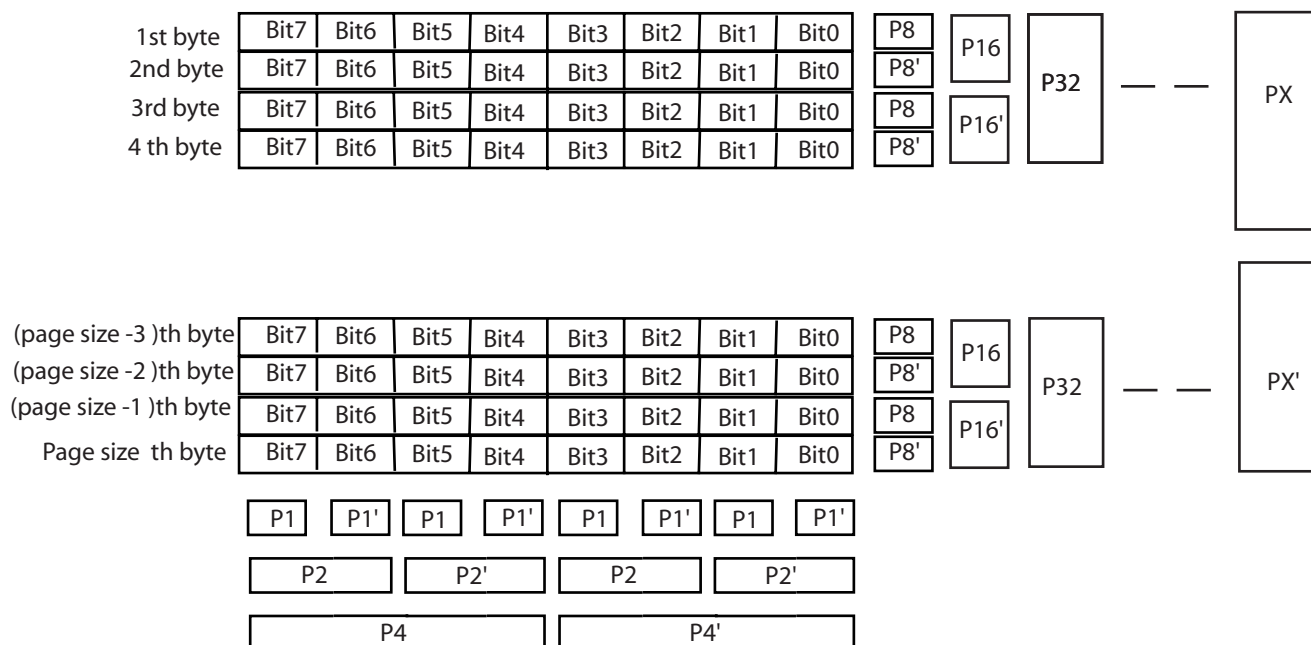 1st byte Bit7 Bit6 Bit5 Bit4 Bit3 Bit2 Bit1 Bit0 P8 P16 P32 PX
2nd byte Bit7 Bit6 Bit5 Bit4 Bit3 Bit2 Bit1 Bit0 P8'
3rd byte Bit7 Bit6 Bit5 Bit4 Bit3 Bit2 Bit1 Bit0 P8 P16'
4 th byte Bit7 Bit6 Bit5 Bit4 Bit3 Bit2 Bit1 Bit0 P8'
(page size -3 )th byte Bit7 Bit6 Bit5 Bit4 Bit3 Bit2 Bit1 Bit0 P8 P16 P32 PX'
(page size -2 )th byte Bit7 Bit6 Bit5 Bit4 Bit3 Bit2 Bit1 Bit0 P8'
(page size -1 )th byte Bit7 Bit6 Bit5 Bit4 Bit3 Bit2 Bit1 Bit0 P8 P16'
Page size th byte Bit7 Bit6 Bit5 Bit4 Bit3 Bit2 Bit1 Bit0 P8'
P1 P1' P1 P1' P1 P1' P1 P1'
P2 P2' P2 P2'
P4 P4'